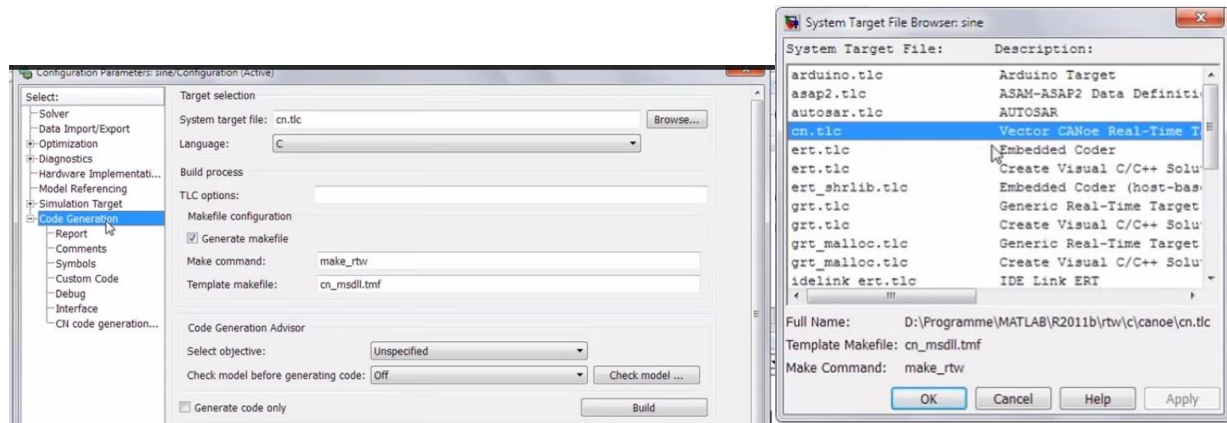 Configuration Parameters: sine/Configuration (Active)
Select:
Solver
Data Import/Export
Optimization
Diagnostics
Hardware Implementati...
Model Referencing
Simulation Target
Code Generation
Report
Comments
Symbols
Custom Code
Debug
Interface
CN code generation...
Target selection
System target file: cn.tlc Browse...
Language: C
Build process
TLC options:
Makefile configuration
Generate makefile
Make command: make_rtw
Template makefile: cn_msdll.tmf
Code Generation Advisor
Select objective: Unspecified
Check model before generating code: Off Check model ...
Generate code only Build
System Target File Browser: sine
System Target File: Description:
arduino.tlc Arduino Target
asap2.tlc ASAM-ASAP2 Data Definiti
autosar.tlc AUTOSAR
cn.tlc Vector CANoe Real-Time T
ert.tlc Embedded Coder
ert.tlc Create Visual C/C++ Solu
ert_shrlib.tlc Embedded Coder (host-bas
grt.tlc Generic Real-Time Target
grt.tlc Create Visual C/C++ Solu
grt_malloc.tlc Generic Real-Time Target
grt_malloc.tlc Create Visual C/C++ Solu
idelink_ert.tlc IDE Link ERT
Full Name: D:\Programme\MATLAB\R2011b\rtw\c\canoe\cn.tlc
Template Makefile: cn_msdll.tmf
Make Command: make_rtw
OK Cancel Help Apply